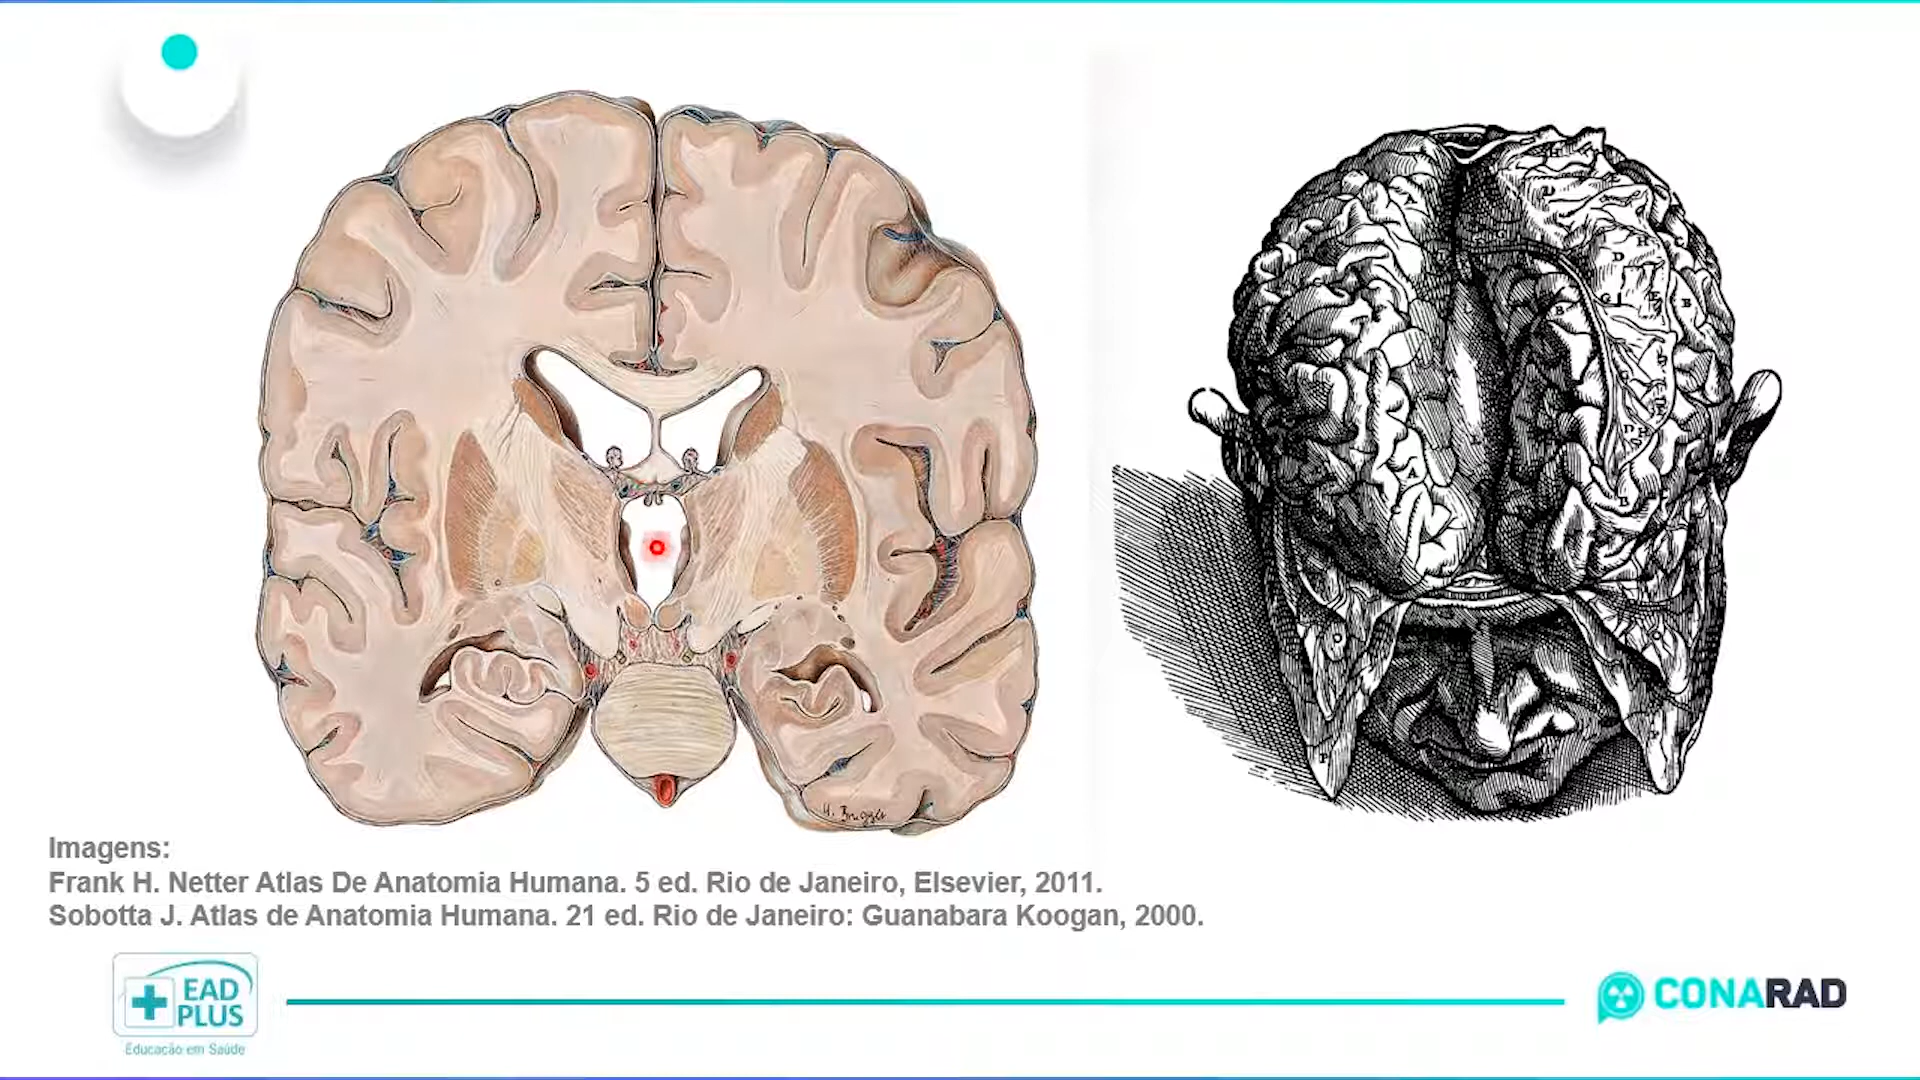 Imagens:
Frank H. Netter Atlas De Anatomia Humana. 5 ed. Rio de Janeiro, Elsevier, 2011.
Sobotta J. Atlas de Anatomia Humana. 21 ed. Rio de Janeiro: Guanabara Koogan, 2000.
EAD
PLUS
Educação em Saúde
CONARAD